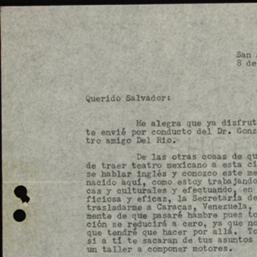 San
8 de
Querido Salvador:
Me alegra que ya disfrut
te envié por conducto del Dr. Gonz
tro amigo Del Rio.
De las otras cosas de qu
de traer teatro mexicano a esta ci
se hablar inglés y conozco este me
nacido aquí, como estoy trabajando
cas y culturales y efectuando, en
ficiosa y eficaz, la Secretaría de
trasladarme a Caracas, Venezuela,
mente de que pasaré hambre pues to
ción se reducirá a cero, ya que no
que tendré que hacer por allá. To
si a ti te sacaran de tus asuntos
un taller a componer motores.